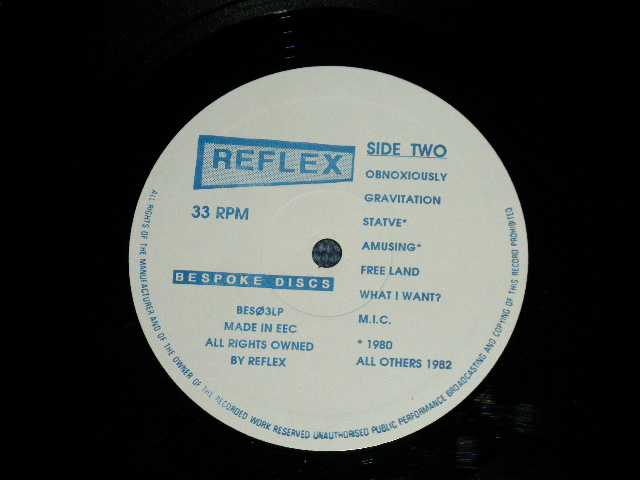 REFLEX
33 RPM
BESPOKE DISCS
BESØ3LP
MADE IN EEC
ALL RIGHTS OWNED
BY REFLEX
SIDE TWO
OBNOXIOUSLY
GRAVITATION
STATVE*
AMUSING*
FREE LAND
WHAT I WANT?
M.I.C.
* 1980
ALL OTHERS 1982
ALL RIGHTS OF THE MANUFACTURER AND OF THE OWNER OF THE RECORDED WORK RESERVED UNAUTHORISED PUBLIC PERFORMANCE BROADCASTING AND COPYING OF THIS RECORD PROHIBITED